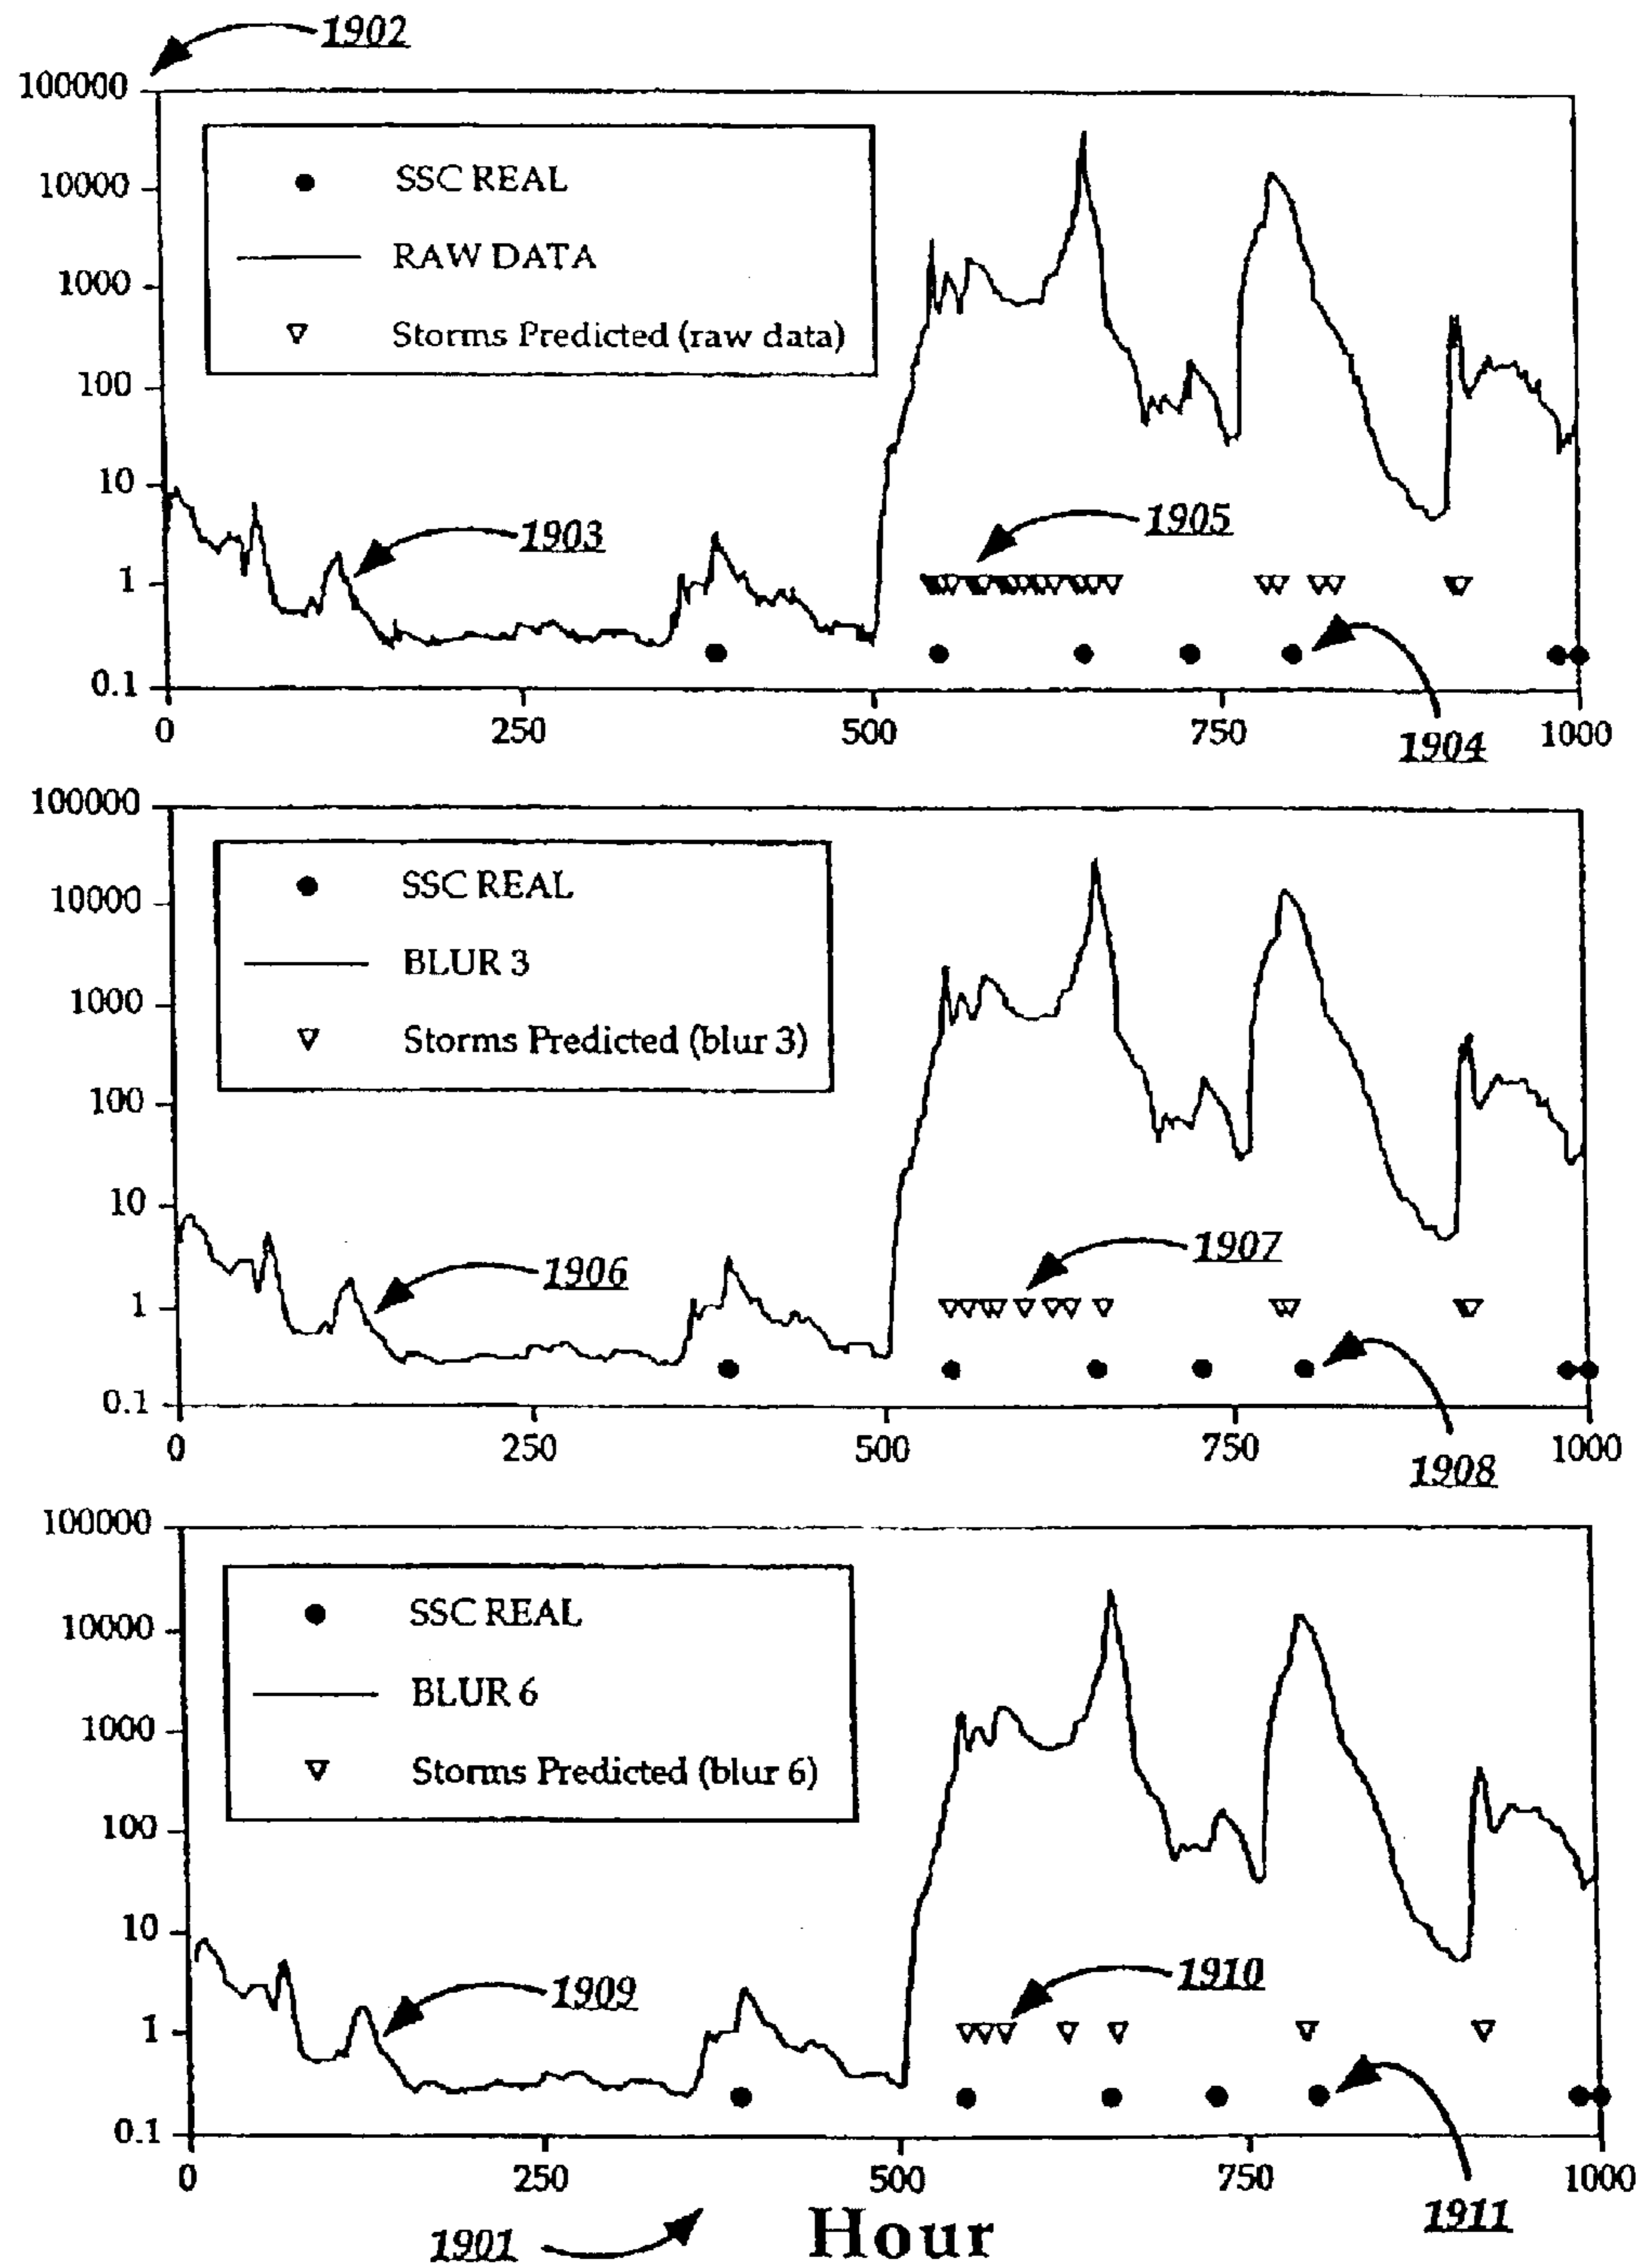 1902
100000
10000
1000
100
10
1
0.1
SSC REAL
RAW DATA
Storms Predicted (raw data)
1903
1905
1904
0 250 500 750 1000
100000
10000
1000
100
10
1
0.1
SSC REAL
BLUR 3
Storms Predicted (blur 3)
1906
1907
1908
0 250 500 750 1000
100000
10000
1000
100
10
1
0.1
SSC REAL
BLUR 6
Storms Predicted (blur 6)
1909
1910
1911
0 250 500 750 1000
1901
Hour